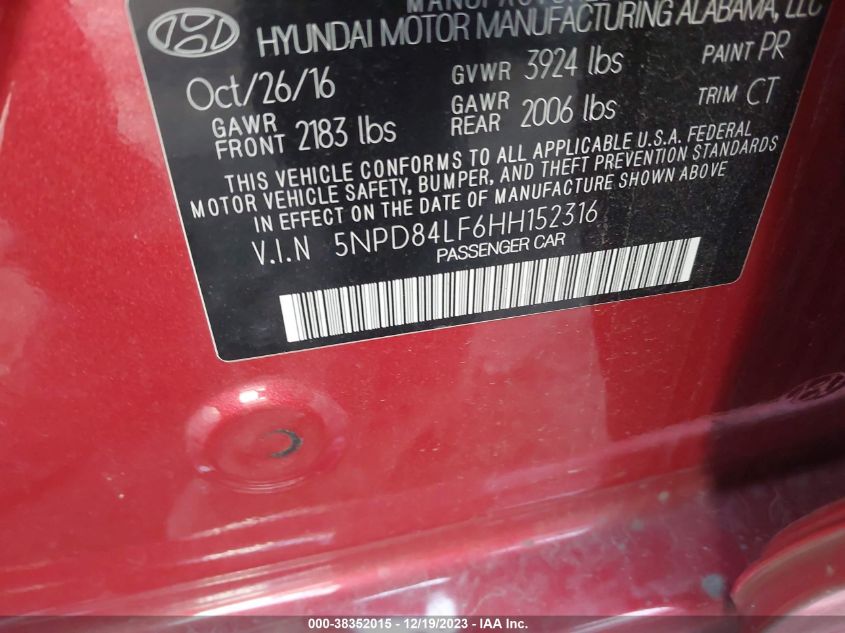 HYUNDAI MOTOR MANUFACTURING ALABAMA, LLC
Oct/26/16 GVWR 3924 lbs PAINT PR
GAWR FRONT 2183 lbs GAWR REAR 2006 lbs TRIM CT
THIS VEHICLE CONFORMS TO ALL APPLICABLE U.S.A. FEDERAL
MOTOR VEHICLE SAFETY, BUMPER, AND THEFT PREVENTION STANDARDS
IN EFFECT ON THE DATE OF MANUFACTURE SHOWN ABOVE
V.I.N 5NPD84LF6HH152316
PASSENGER CAR
000-38352015 - 12/19/2023 - IAA Inc.